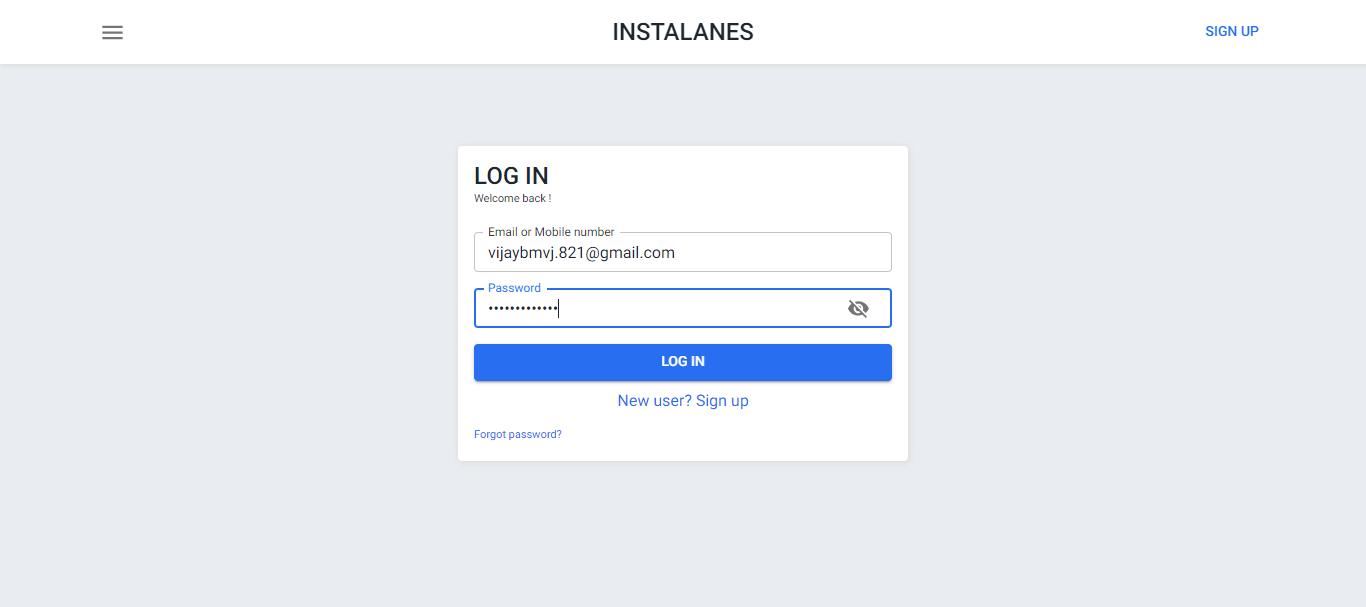 INSTALANES
SIGN UP
LOG IN
Welcome back !
Email or Mobile number
vijaybmvj.821@gmail.com
Password
•••••••••••••
LOG IN
New user? Sign up
Forgot password?